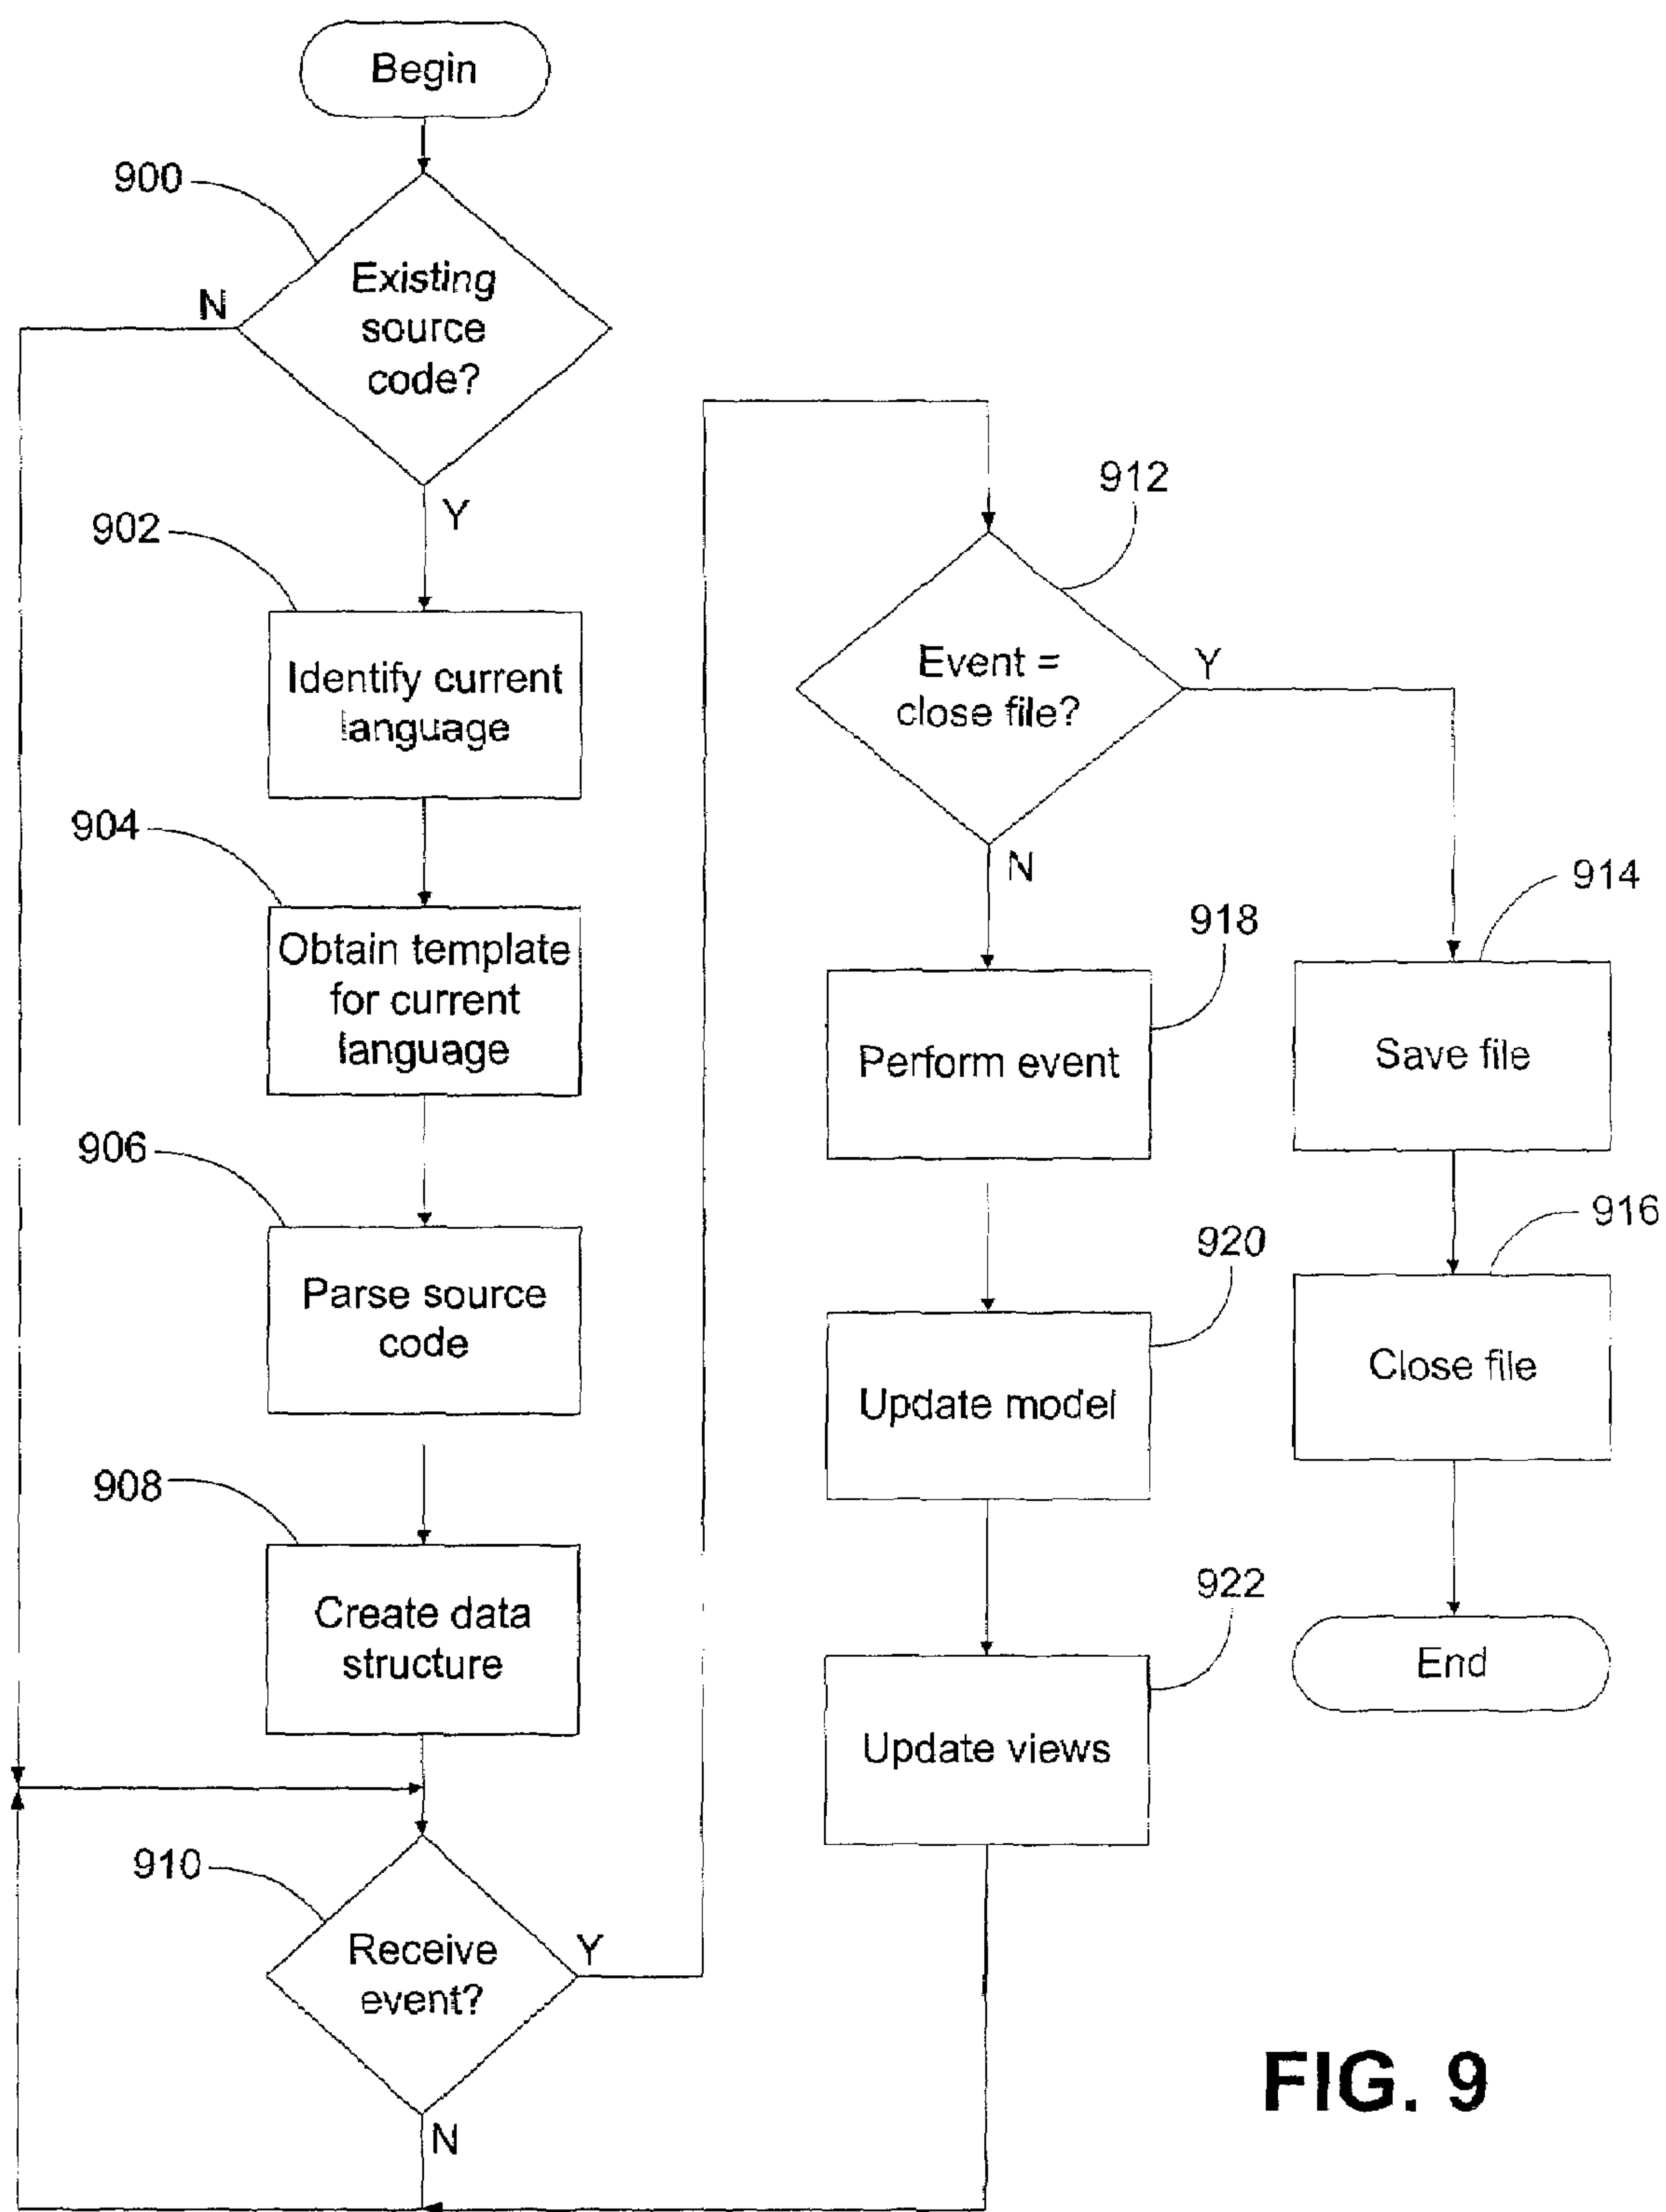 Begin
900
Existing
source
code?
N
Y
902
Identify current
language
904
Obtain template
for current
language
906
Parse source
code
908
Create data
structure
910
Receive
event?
Y
N
912
Event =
close file?
Y
N
914
Save file
916
Close file
End
918
Perform event
920
Update model
922
Update views
FIG. 9